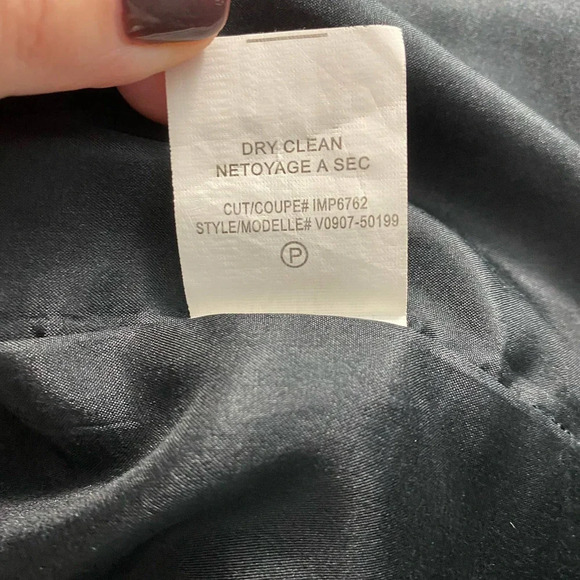 DRY CLEAN
NETOYAGE A SEC
CUT/COUPE# IMP6762
STYLE/MODELLE# V0907-50199
P